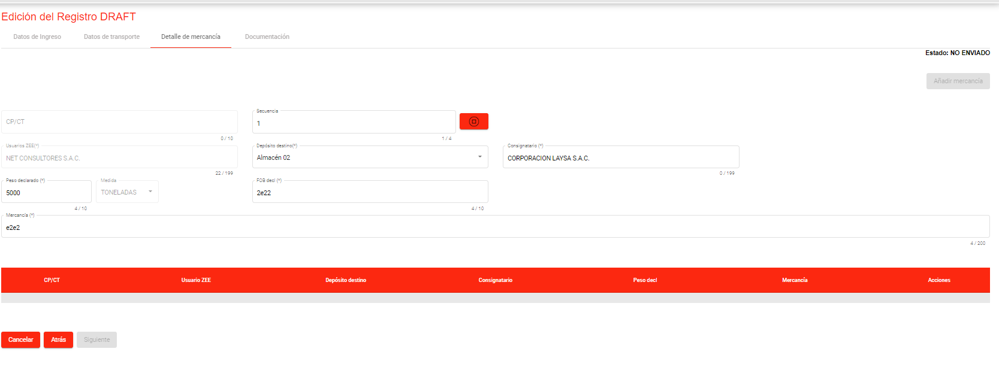 Edición del Registro DRAFT
Datos de Ingreso Datos de transporte Detalle de mercancía Documentación
Estado: NO ENVIADO
Añadir mercancía
CP/CT
0 / 10
Secuencia
1
1 / 4
Usuarios ZEE(*)
NET CONSULTORES S.A.C.
22 / 199
Depósito destino(*)
Almacén 02
Consignatario (*)
CORPORACION LAYSA S.A.C.
0 / 199
Peso declarado (*)
5000
4 / 10
Medida
TONELADAS
FOB decl (*)
2e22
4 / 10
Mercancía (*)
e2e2
4 / 200
CP/CT Usuario ZEE Depósito destino Consignatario Peso decl Mercancía Acciones
Cancelar Atrás Siguiente